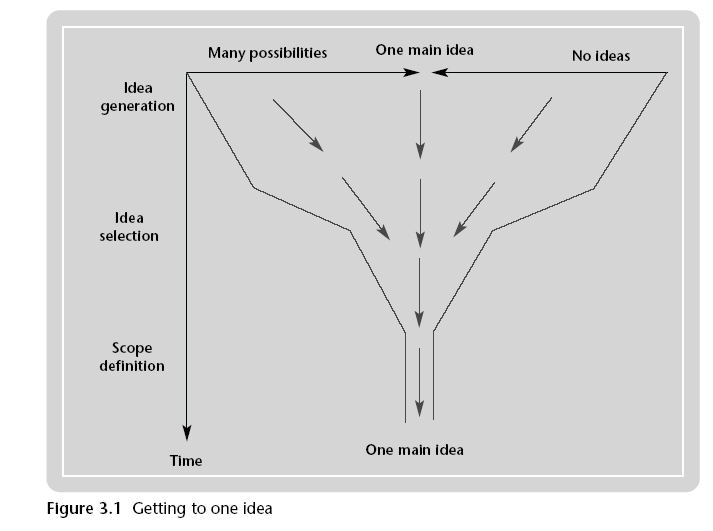 Many possibilities
One main idea
No ideas
Idea
generation
Idea
selection
Scope
definition
Time
One main idea
Figure 3.1 Getting to one idea